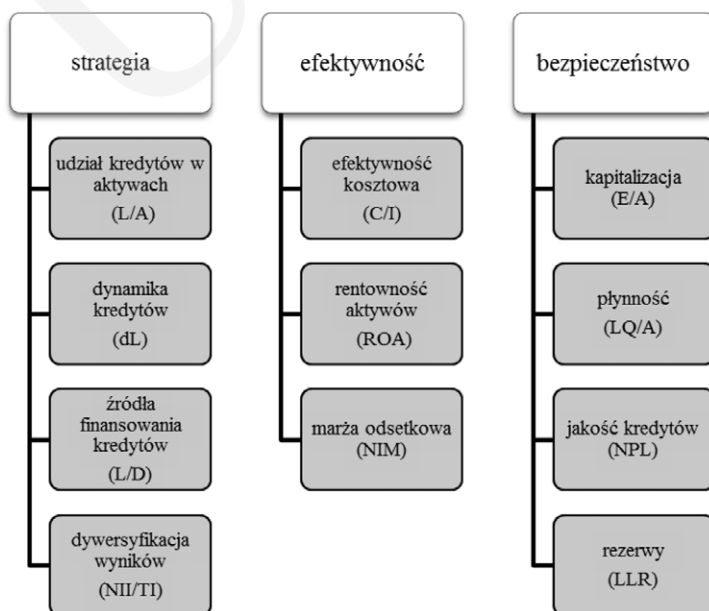 strategia
udział kredytów w
aktywach
(L/A)
dynamika
kredytów
(dL)
źródła
finansowania
kredytów
(L/D)
dywersyfikacja
wyników
(NII/TI)
efektywność
efektywność
kosztowa
(C/I)
rentowność
aktywów
(ROA)
marża odsetkowa
(NIM)
bezpieczeństwo
kapitalizacja
(E/A)
płynność
(LQ/A)
jakość kredytów
(NPL)
rezerwy
(LLR)